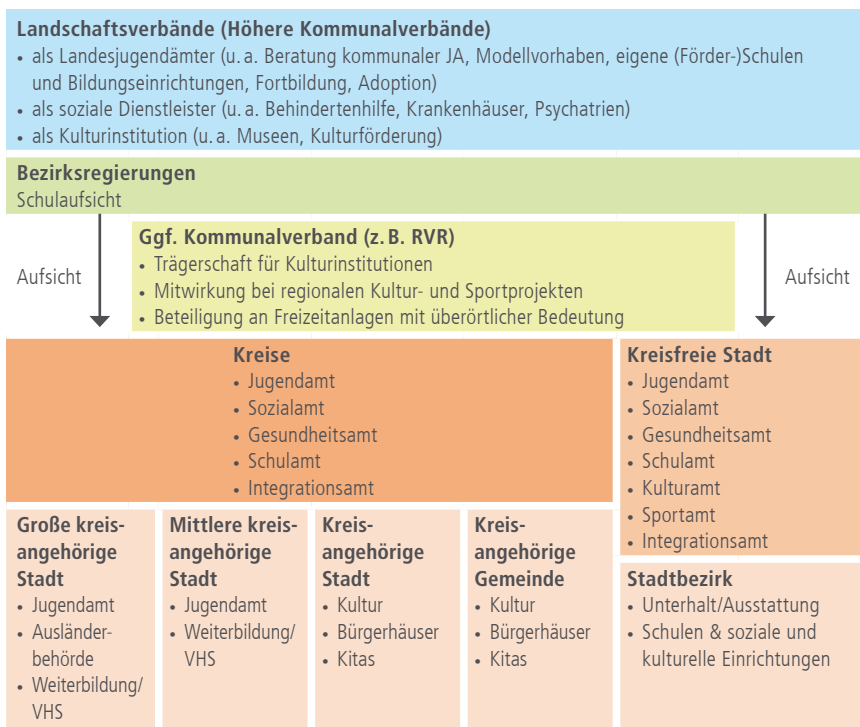 Landschaftsverbände (Höhere Kommunalverbände)
• als Landesjugendämter (u. a. Beratung kommunaler JA, Modellvorhaben, eigene (Förder-)Schulen
und Bildungseinrichtungen, Fortbildung, Adoption)
• als soziale Dienstleister (u. a. Behindertenhilfe, Krankenhäuser, Psychatrien)
• als Kulturinstitution (u. a. Museen, Kulturförderung)
Bezirksregierungen
Schulaufsicht
Aufsicht
Ggf. Kommunalverband (z. B. RVR)
• Trägerschaft für Kulturinstitutionen
• Mitwirkung bei regionalen Kultur- und Sportprojekten
• Beteiligung an Freizeitanlagen mit überörtlicher Bedeutung
Aufsicht
Kreise
• Jugendamt
• Sozialamt
• Gesundheitsamt
• Schulamt
• Integrationsamt
Kreisfreie Stadt
• Jugendamt
• Sozialamt
• Gesundheitsamt
• Schulamt
• Kulturamt
• Sportamt
• Integrationsamt
Große kreis-
angehörige
Stadt
• Jugendamt
• Ausländer-
behörde
• Weiterbildung/
VHS
Mittlere kreis-
angehörige
Stadt
• Jugendamt
• Weiterbildung/
VHS
Kreis-
angehörige
Stadt
• Kultur
• Bürgerhäuser
• Kitas
Kreis-
angehörige
Gemeinde
• Kultur
• Bürgerhäuser
• Kitas
Stadtbezirk
• Unterhalt/Ausstattung
• Schulen & soziale und
kulturelle Einrichtungen